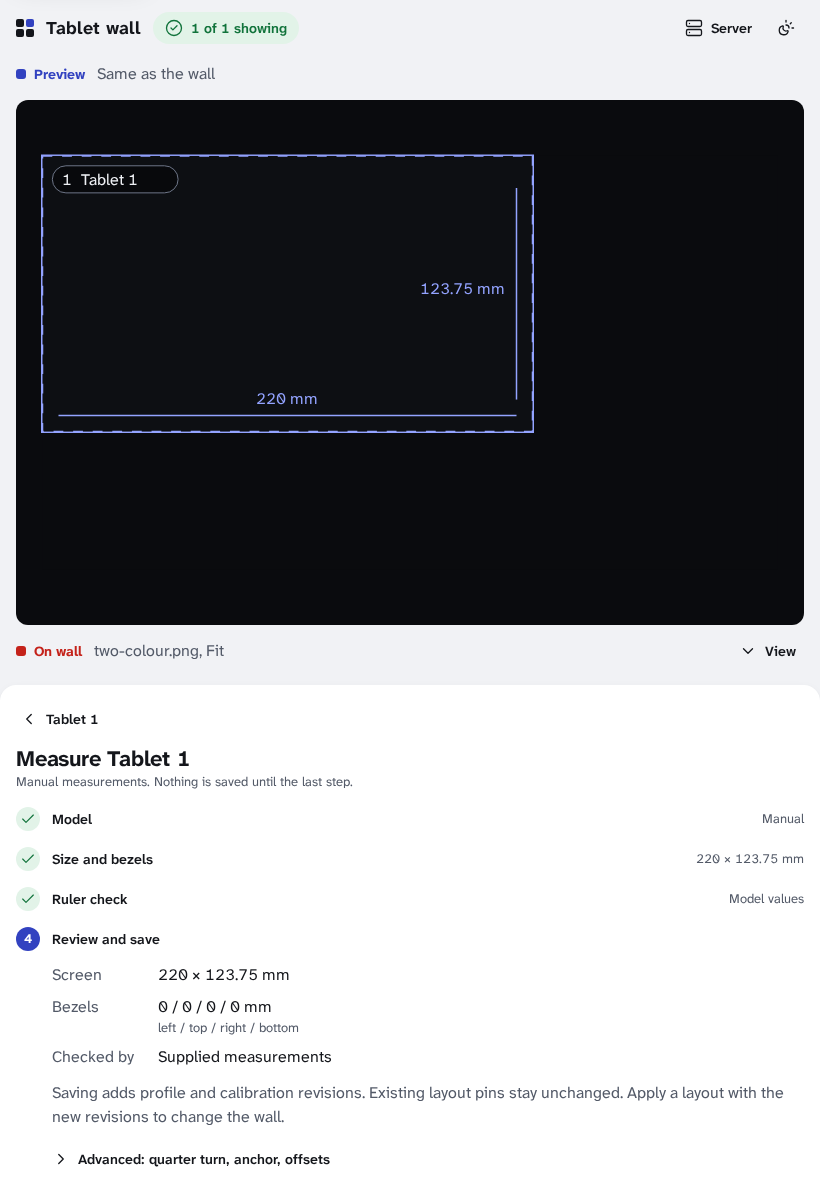 Tablet wall
1 of 1 showing
Server
Preview Same as the wall
1 Tablet 1
123.75 mm
220 mm
On wall two-colour.png, Fit
View
Tablet 1
Measure Tablet 1
Manual measurements. Nothing is saved until the last step.
Model Manual
Size and bezels 220 × 123.75 mm
Ruler check Model values
4 Review and save
Screen 220 × 123.75 mm
Bezels 0 / 0 / 0 / 0 mm
left / top / right / bottom
Checked by Supplied measurements
Saving adds profile and calibration revisions. Existing layout pins stay unchanged. Apply a layout with the
new revisions to change the wall.
Advanced: quarter turn, anchor, offsets